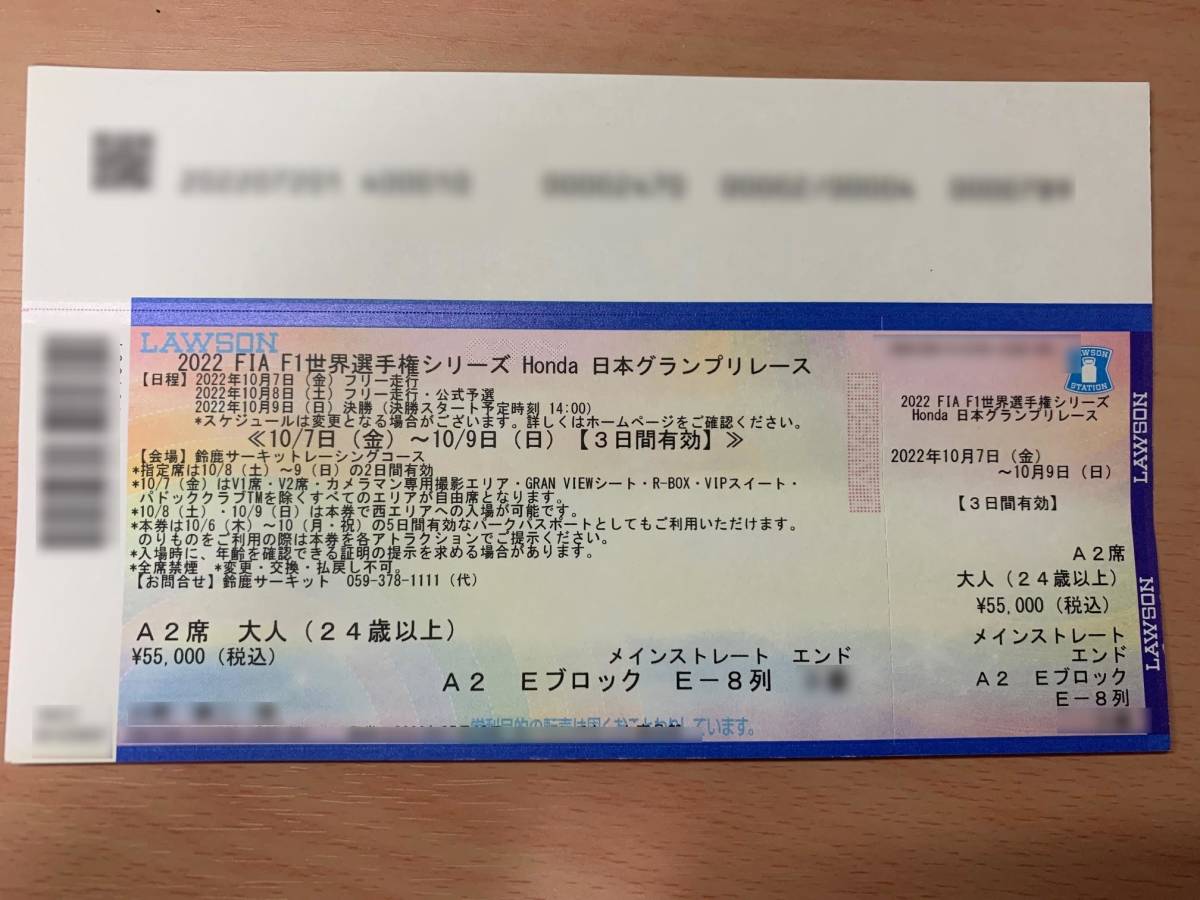 LAWSON
2022 FIA F1世界選手権シリーズ Honda 日本グランプリレース
【日程】2022年10月7日（金）フリー走行
2022年10月8日（土）フリー走行・公式予選
2022年10月9日（日）決勝（決勝スタート予定時刻 14:00）
*スケジュールは変更となる場合がございます。詳しくはホームページをご確認ください。
≪10/7日（金）～10/9日（日）【３日間有効】≫
【会場】鈴鹿サーキットレーシングコース
*指定席は10/8（土）～9（日）の2日間有効
*10/7（金）はV1席・V2席・カメラマン専用撮影エリア・GRAN VIEWシート・R-BOX・VIPスイート・
パドッククラブTMを除くすべてのエリアが自由席となります。
*10/8（土）・10/9（日）は本券で西エリアへの入場が可能です。
*本券は10/6（木）～10（月・祝）の5日間有効なパークパスポートとしてもご利用いただけます。
のりものをご利用の際は本券を各アトラクションでご提示ください。
*入場時に、年齢を確認できる証明の提示を求める場合があります。
*全席禁煙 *変更・交換・払戻し不可。
【お問合せ】鈴鹿サーキット 059-378-1111（代）
Ａ２席 大人（２４歳以上）
¥55,000（税込）
メインストレート エンド
Ａ２ Ｅブロック Ｅ－８列
営利目的の転売は固くおことわりしています。
LAWSON
STATION
2022 FIA F1世界選手権シリーズ
Honda 日本グランプリレース
2022年10月7日（金）
～10月9日（日）
【３日間有効】
Ａ２席
大人（２４歳以上）
¥55,000（税込）
メインストレート
エンド
Ａ２ Ｅブロック
Ｅ－８列
LAWSON
LAWSON